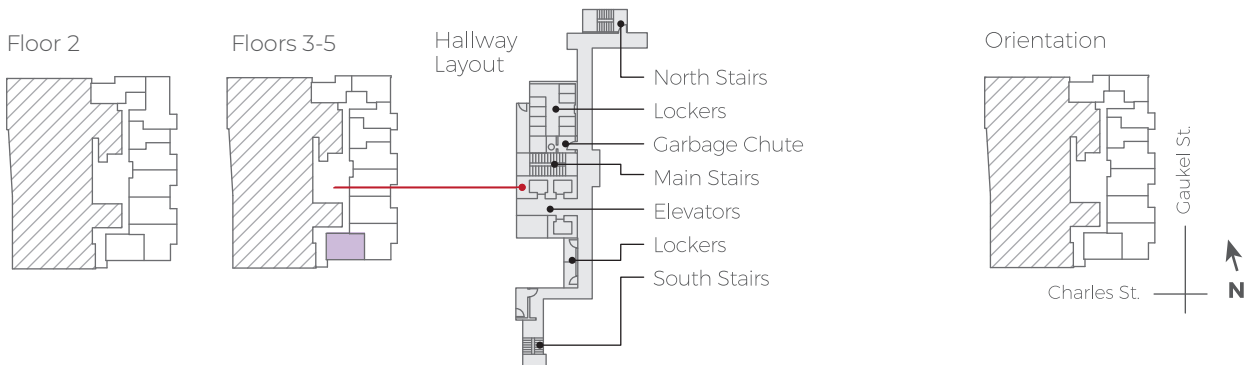 Floor 2
Floors 3-5
Hallway
Layout
North Stairs
Lockers
Garbage Chute
Main Stairs
Elevators
Lockers
South Stairs
Orientation
Gaukel St.
Charles St.
N